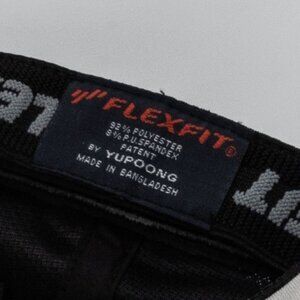 FLEXFIT®
92% POLYESTER
8% P.U.SPANDEX
PATENT
BY YUPOONG
MADE IN BANGLADESH